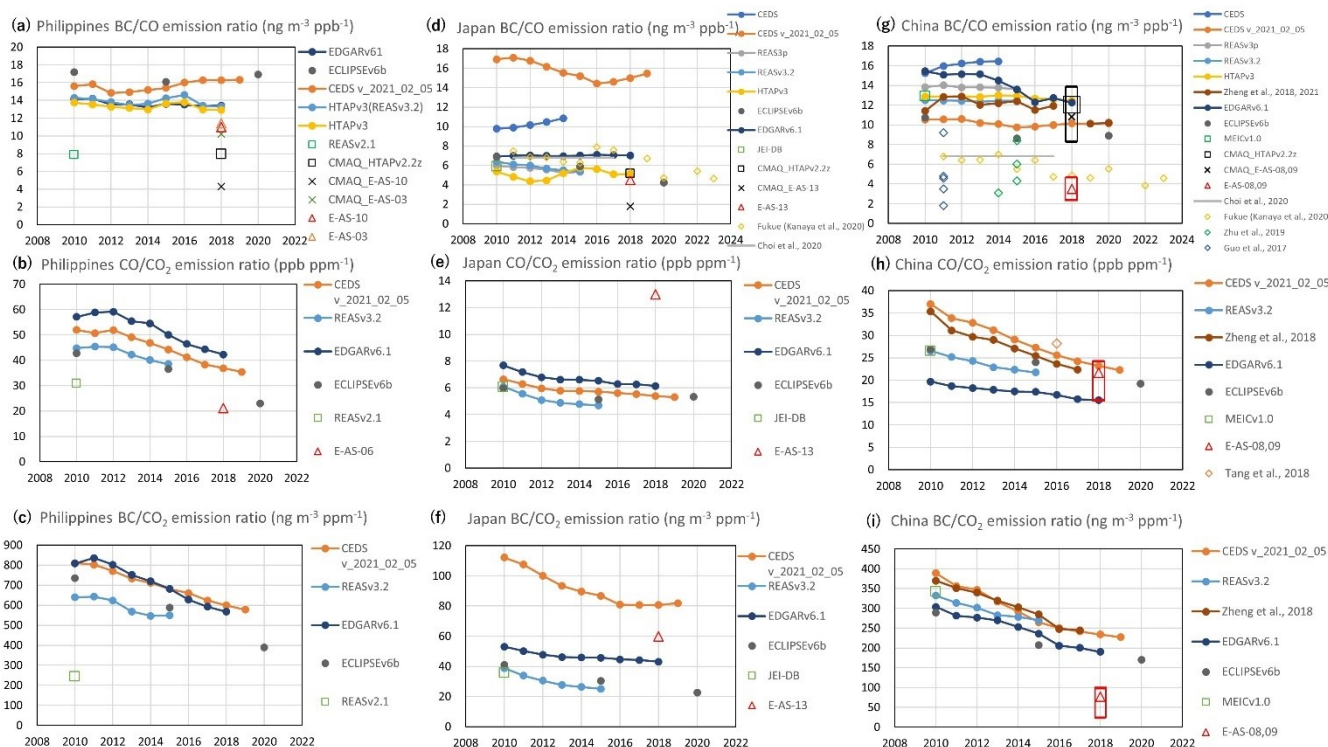 (a) Philippines BC/CO emission ratio (ng m⁻³ ppb⁻¹)
20
18
16
14
12
10
8
6
4
2
0
2008 2010 2012 2014 2016 2018 2020 2022
EDGARv61
ECLIPSEv6b
CEDS v_2021_02_05
HTAPv3(REASv3.2)
HTAPv3
REASv2.1
CMAQ_HTAPv2.2z
CMAQ_E-AS-10
CMAQ_E-AS-03
E-AS-10
E-AS-03
(b) Philippines CO/CO₂ emission ratio (ppb ppm⁻¹)
70
60
50
40
30
20
10
0
2008 2010 2012 2014 2016 2018 2020 2022
CEDS
v_2021_02_05
REASv3.2
EDGARv6.1
ECLIPSEv6b
REASv2.1
E-AS-06
(c) Philippines BC/CO₂ emission ratio (ng m⁻³ ppm⁻¹)
900
800
700
600
500
400
300
200
100
0
2008 2010 2012 2014 2016 2018 2020 2022
CEDS
v_2021_02_05
REASv3.2
EDGARv6.1
ECLIPSEv6b
REASv2.1
(d) Japan BC/CO emission ratio (ng m⁻³ ppb⁻¹)
18
16
14
12
10
8
6
4
2
0
2008 2010 2012 2014 2016 2018 2020 2022 2024
CEDS
CEDS v_2021_02_05
REAS3p
REASv3.2
HTAPv3
ECLIPSEv6b
EDGARv6.1
JEI-DB
CMAQ_HTAPv2.2z
CMAQ_E-AS-13
E-AS-13
Fukue (Kanaya et al., 2020)
Choi et al., 2020
(e) Japan CO/CO₂ emission ratio (ppb ppm⁻¹)
14
12
10
8
6
4
2
0
2008 2010 2012 2014 2016 2018 2020 2022
CEDS
v_2021_02_05
REASv3.2
EDGARv6.1
ECLIPSEv6b
JEI-DB
E-AS-13
(f) Japan BC/CO₂ emission ratio (ng m⁻³ ppm⁻¹)
120
100
80
60
40
20
0
2008 2010 2012 2014 2016 2018 2020 2022
CEDS
v_2021_02_05
REASv3.2
EDGARv6.1
ECLIPSEv6b
JEI-DB
E-AS-13
(g) China BC/CO emission ratio (ng m⁻³ ppb⁻¹)
18
16
14
12
10
8
6
4
2
0
2008 2010 2012 2014 2016 2018 2020 2022 2024
CEDS
CEDS v_2021_02_05
REASv3p
REASv3.2
HTAPv3
Zheng et al., 2018, 2021
EDGARv6.1
ECLIPSEv6b
MEICv1.0
CMAQ_HTAPv2.2z
CMAQ_E-AS-08,09
E-AS-08,09
Choi et al., 2020
Fukue (Kanaya et al., 2020)
Zhu et al., 2019
Guo et al., 2017
(h) China CO/CO₂ emission ratio (ppb ppm⁻¹)
40
35
30
25
20
15
10
5
0
2008 2010 2012 2014 2016 2018 2020 2022
CEDS v_2021_02_05
REASv3.2
Zheng et al., 2018
EDGARv6.1
ECLIPSEv6b
MEICv1.0
E-AS-08,09
Tang et al., 2018
(i) China BC/CO₂ emission ratio (ng m⁻³ ppm⁻¹)
450
400
350
300
250
200
150
100
50
0
2008 2010 2012 2014 2016 2018 2020 2022
CEDS v_2021_02_05
REASv3.2
Zheng et al., 2018
EDGARv6.1
ECLIPSEv6b
MEICv1.0
E-AS-08,09